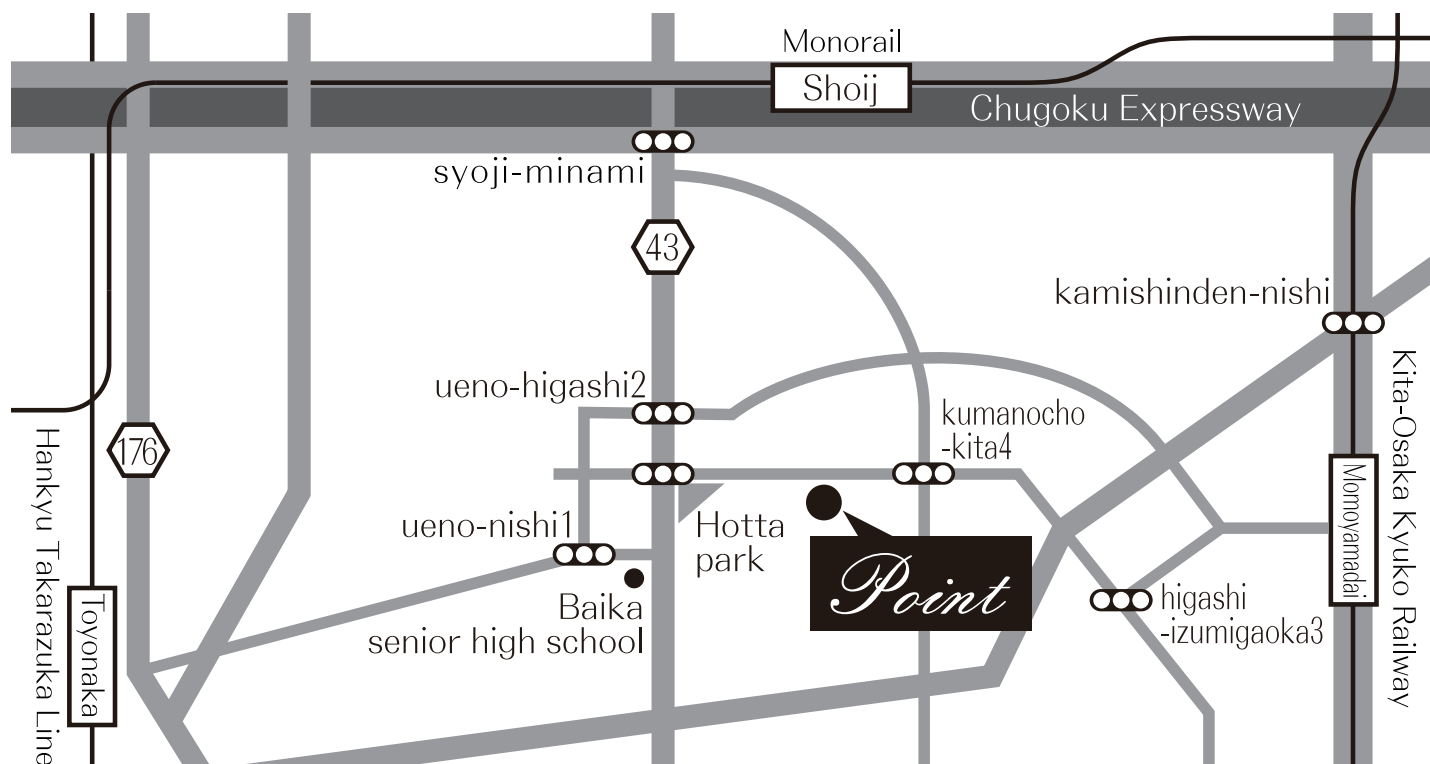 Monorail
Shoij
Chugoku Expressway
syoji-minami
43
kamishinden-nishi
ueno-higashi2
kumanocho
-kita4
176
Hankyu Takarazuka Line
Toyonaka
ueno-nishi1
Hotta
park
Point
Baika
senior high school
higashi
-izumigaoka3
Momoyamadai
Kita-Osaka Kyuko Railway